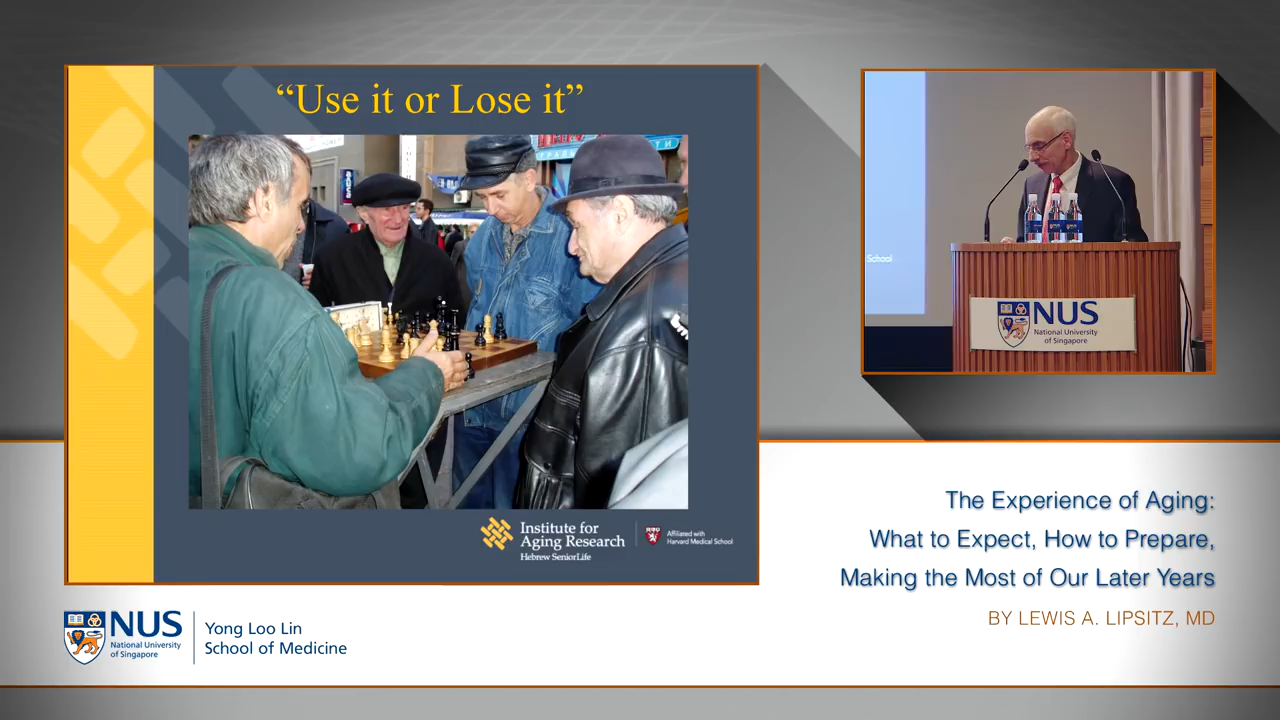 “Use it or Lose it”
Institute for
Aging Research
Hebrew SeniorLife
Affiliated with
Harvard Medical School
School
NUS
National University
of Singapore
The Experience of Aging:
What to Expect, How to Prepare,
Making the Most of Our Later Years
BY LEWIS A. LIPSITZ, MD
NUS
National University
of Singapore
Yong Loo Lin
School of Medicine